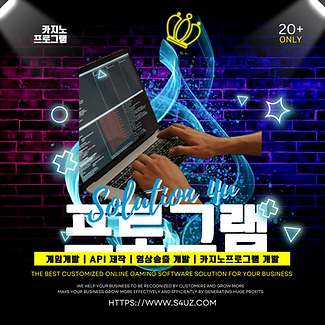 카지노
프로그램
20+
ONLY
Solution 4u
프로그램
게임개발 | API 제작 | 영상송출 개발 | 카지노프로그램 개발
THE BEST CUSTOMIZED ONLINE GAMING SOFTWARE SOLUTION FOR YOUR BUSINESS
WE HELP YOUR BUSINESS TO BE RECOGNIZED BY CUSTOMERS AND GROW MORE
MAKE YOUR BUSINESS GROW MORE EFFECTIVELY AND EFFICIENTLY BY GENERATING HUGE PROFITS
HTTPS://WWW.S4UZ.COM